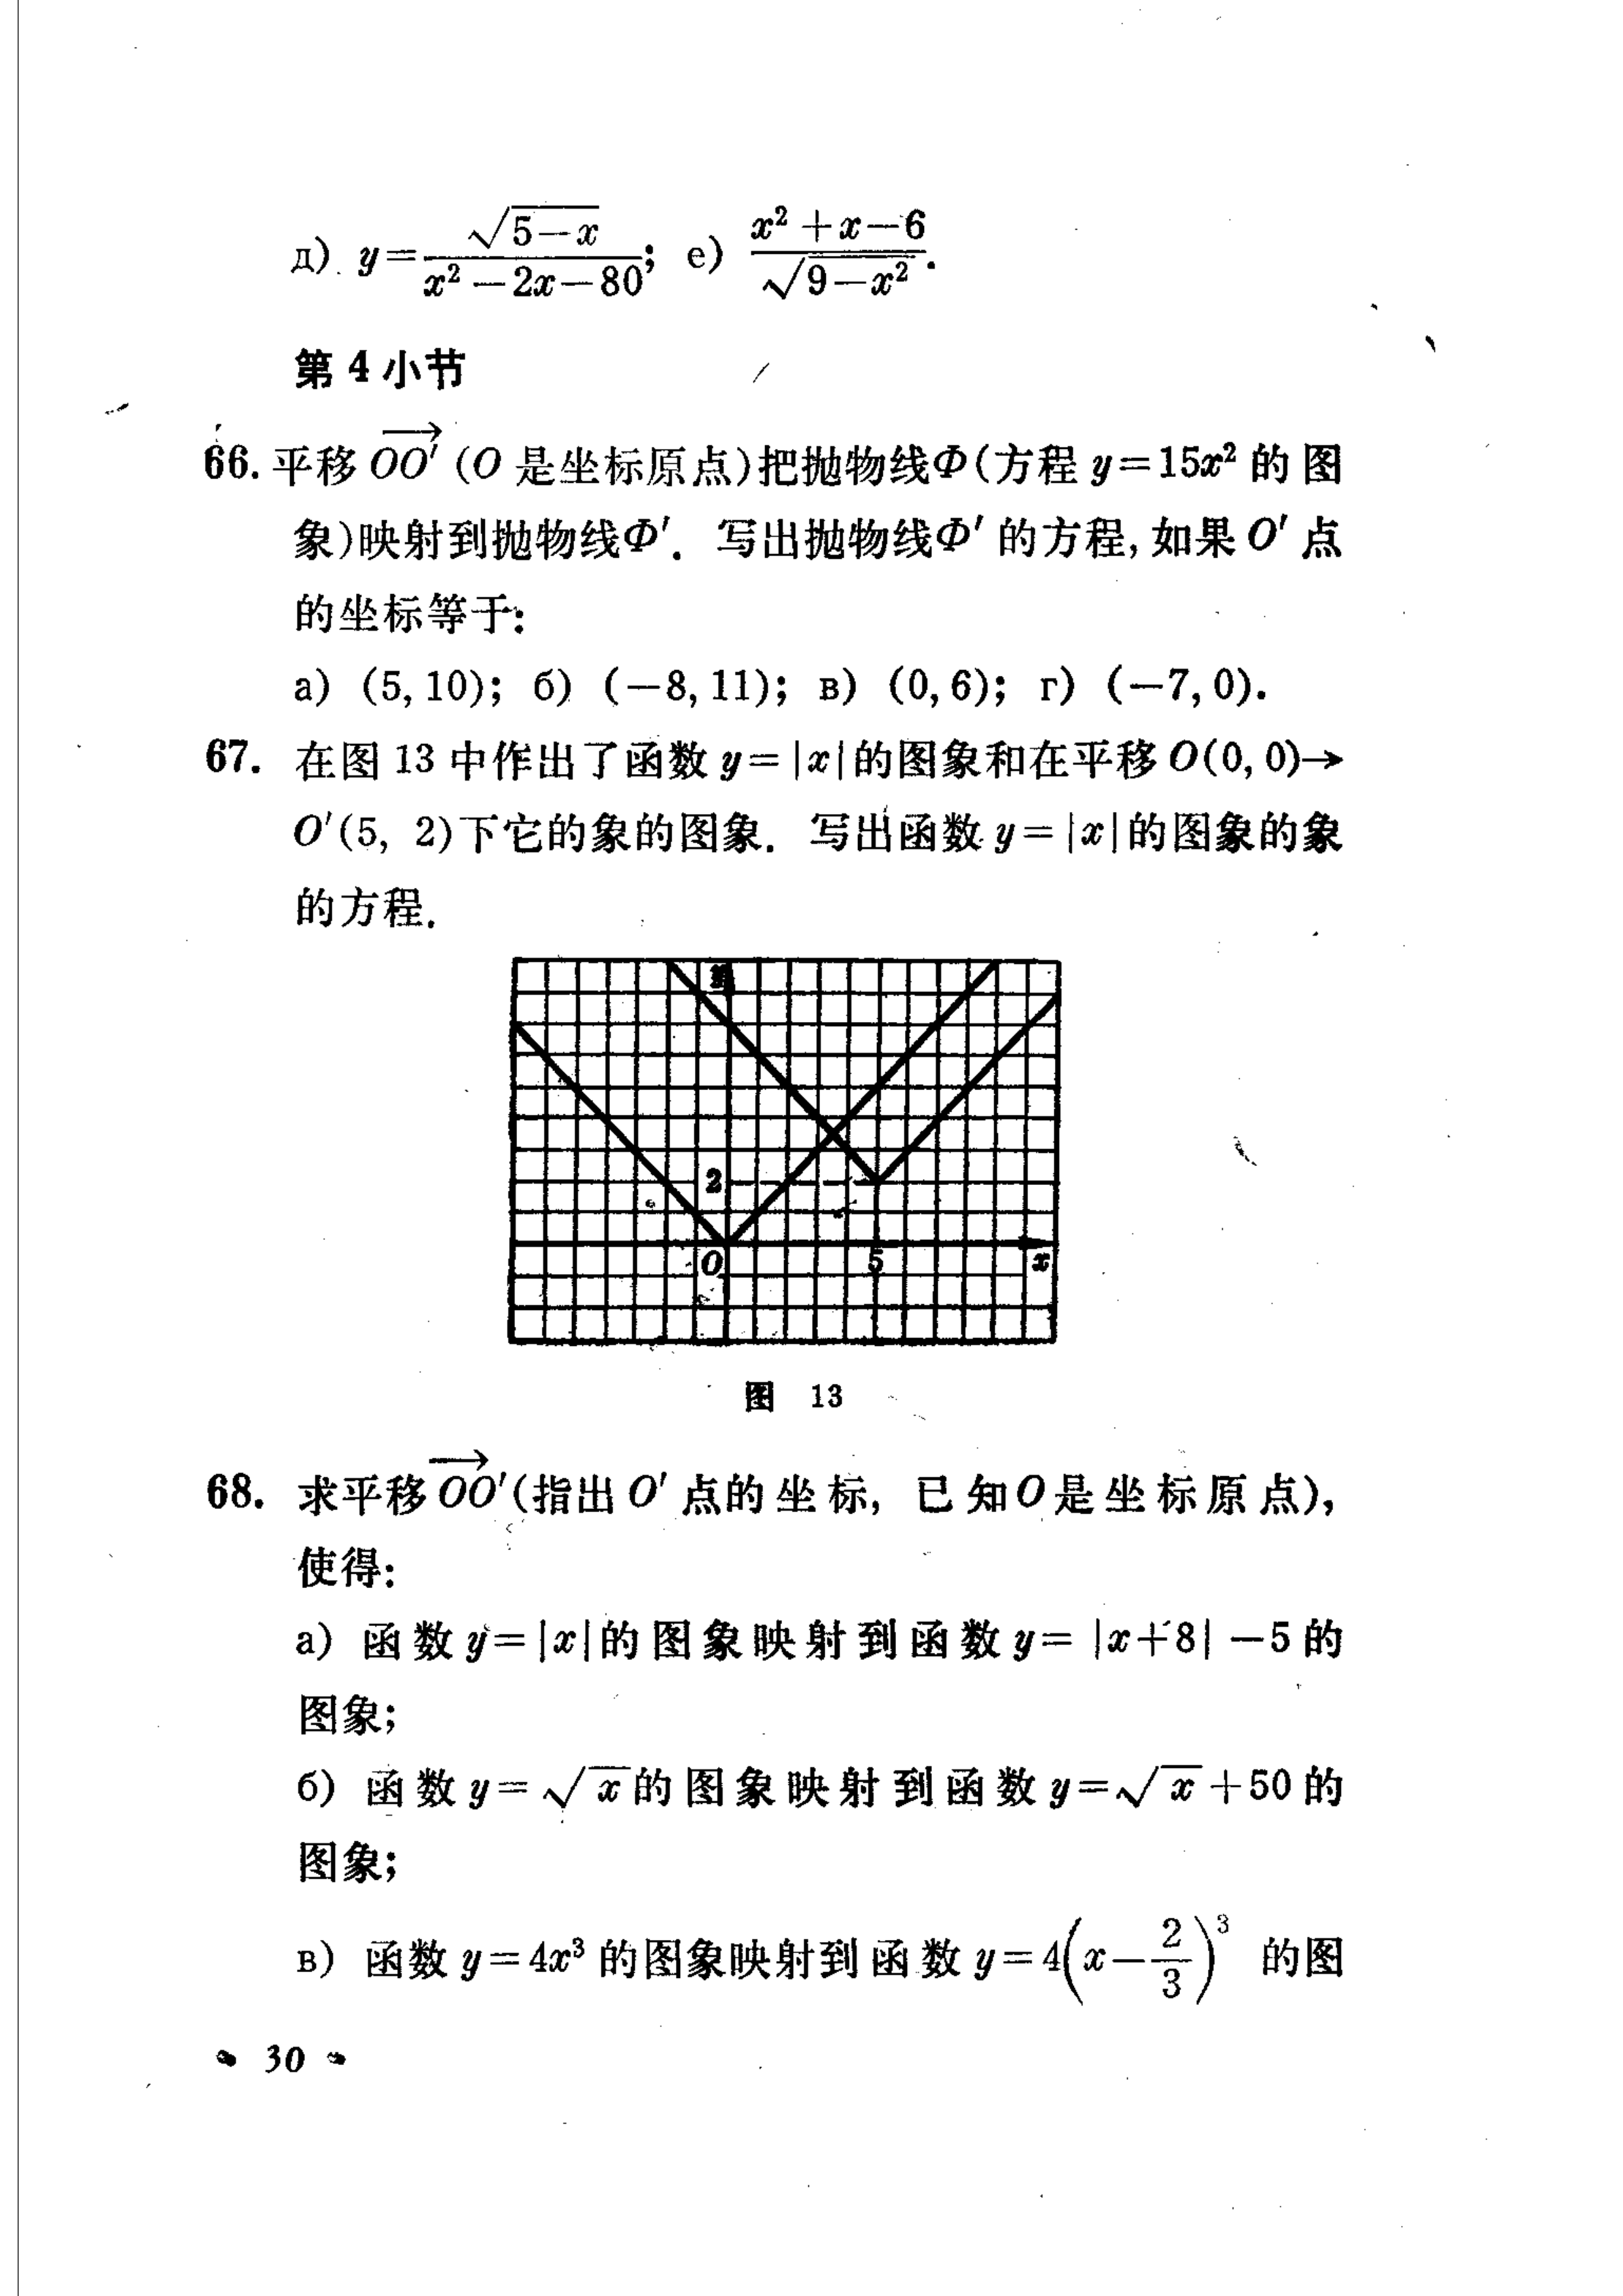 д) y=√(5−x)/(x²−2x−80); е) (x²+x−6)/√(9−x²).
第 4 小节
66. 平移 OO′ (O 是坐标原点)把抛物线Φ(方程 y=15x² 的图
象)映射到抛物线Φ′. 写出抛物线Φ′ 的方程,如果 O′ 点
的坐标等于:
а) (5,10); б) (−8,11); в) (0,6); г) (−7,0).
67. 在图 13 中作出了函数 y=|x|的图象和在平移 O(0,0)→
O′(5, 2)下它的象的图象. 写出函数 y=|x|的图象的象
的方程.
2
O 5 x
图 13
68. 求平移 OO′(指出 O′ 点的坐标, 已知O是坐标原点),
使得:
а) 函数 y=|x|的图象映射到函数 y=|x+8|−5 的
图象;
б) 函数 y=√x 的图象映射到函数 y=√x+50 的
图象;
в) 函数 y=4x³ 的图象映射到函数 y=4(x−2/3)³ 的图
• 30 •